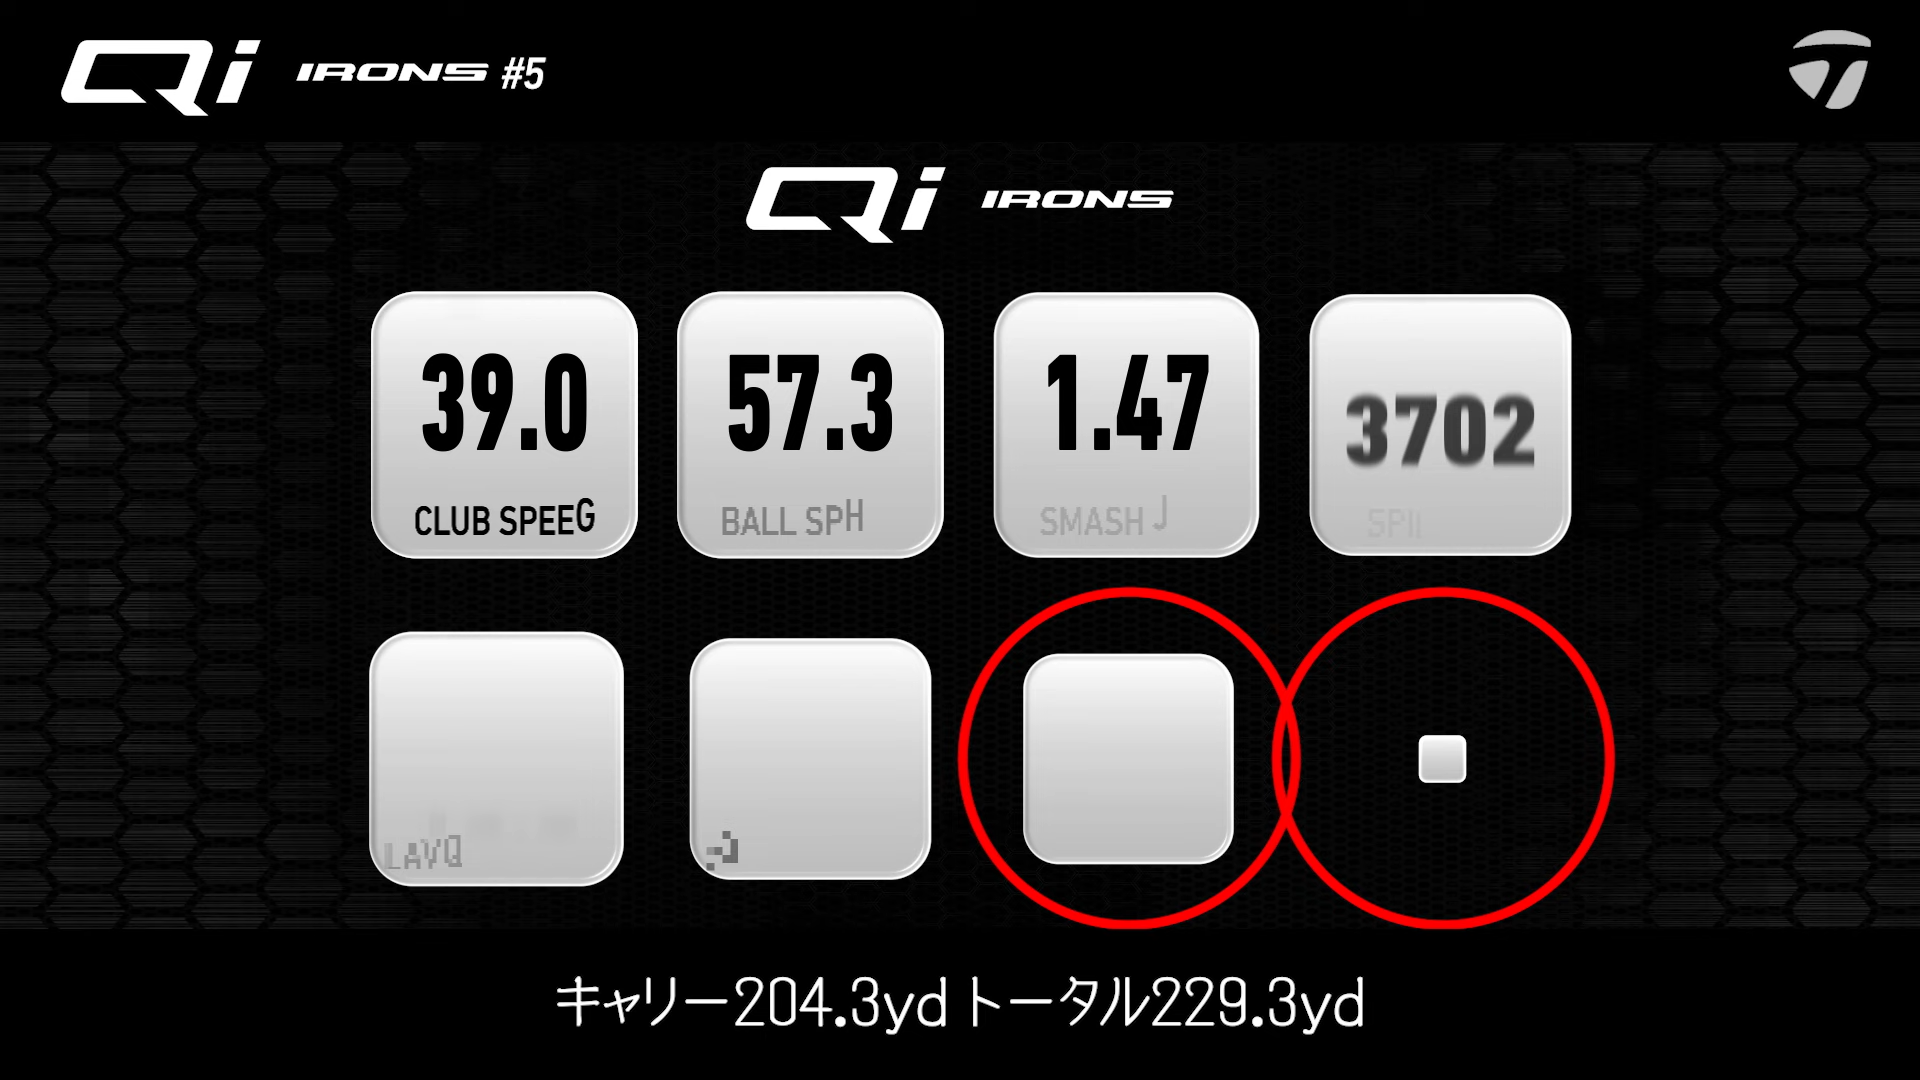 Qi IRONS #5
Qi IRONS
39.0
57.3
1.47
3702
CLUB SPEEG
BALL SPH
SMASH J
キャリー204.3yd トータル229.3yd